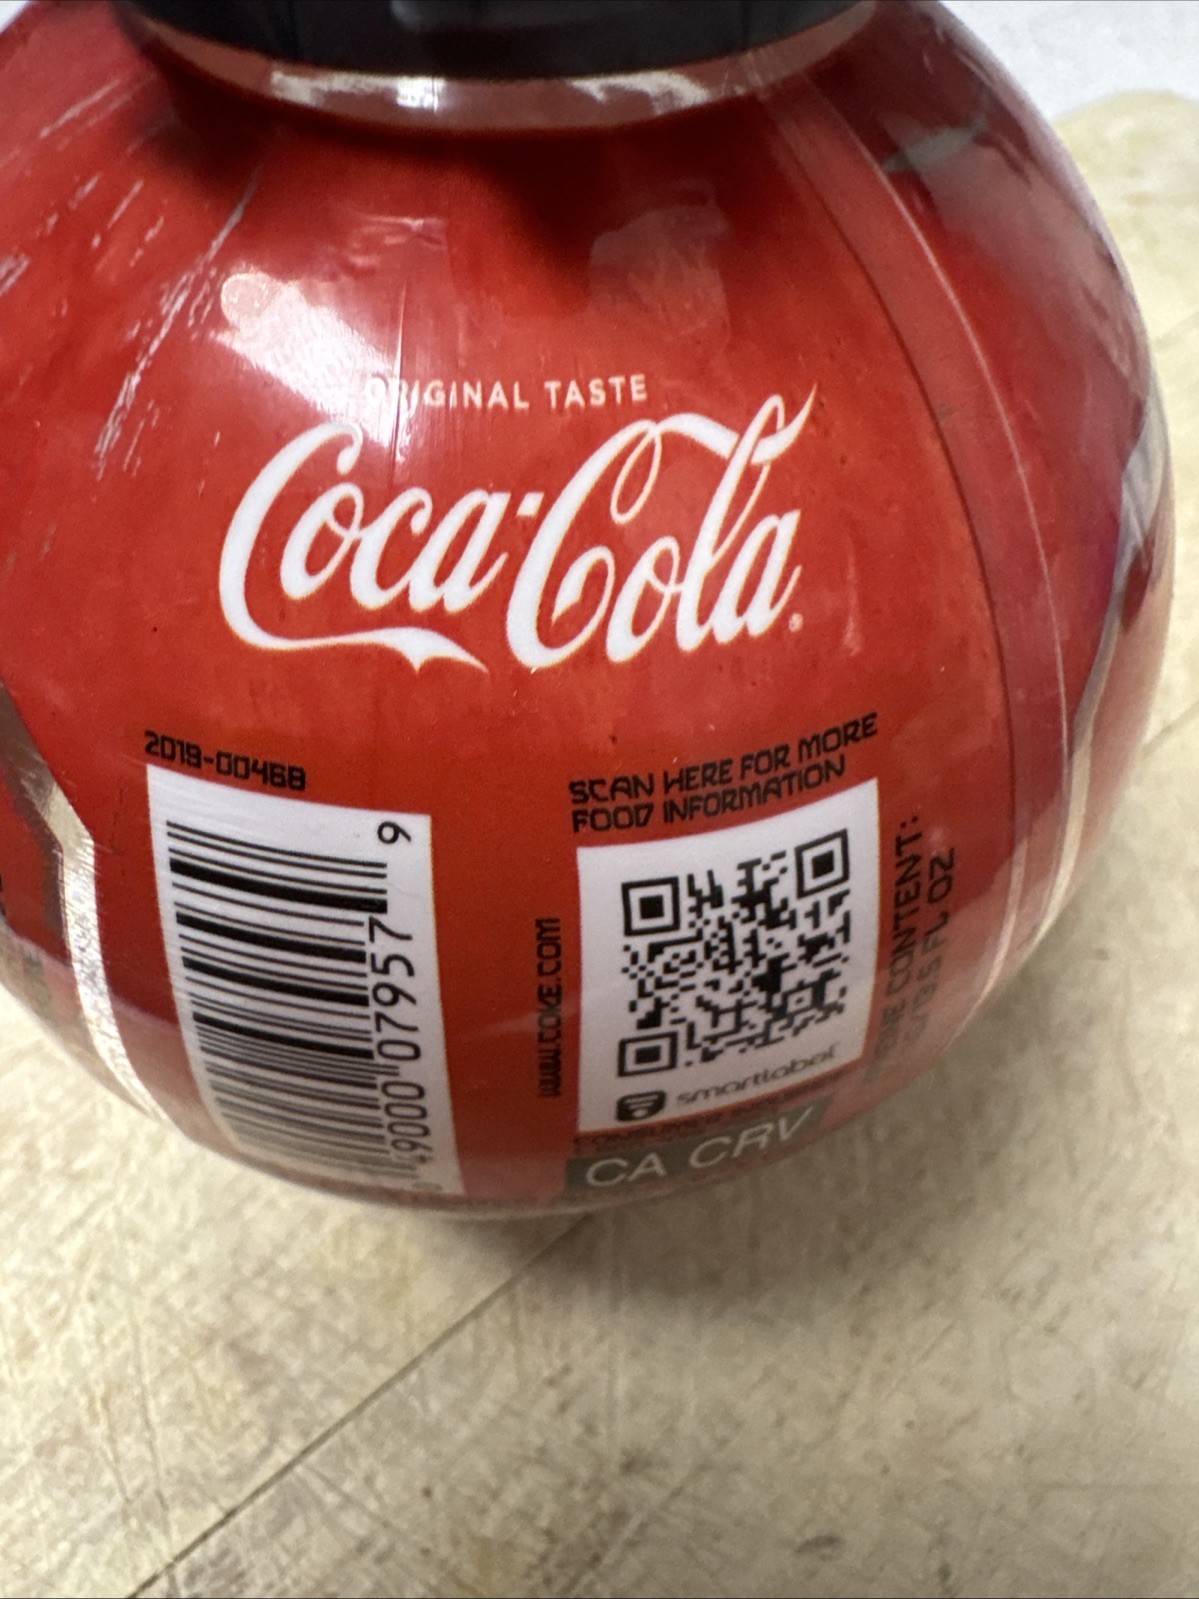 ORIGINAL TASTE
Coca-Cola®
2019-00468
SCAN HERE FOR MORE
FOOD INFORMATION
49000 07957 9
WWW.COKE.COM
smartlabel
CA CRV
CONTENT:
FL OZ